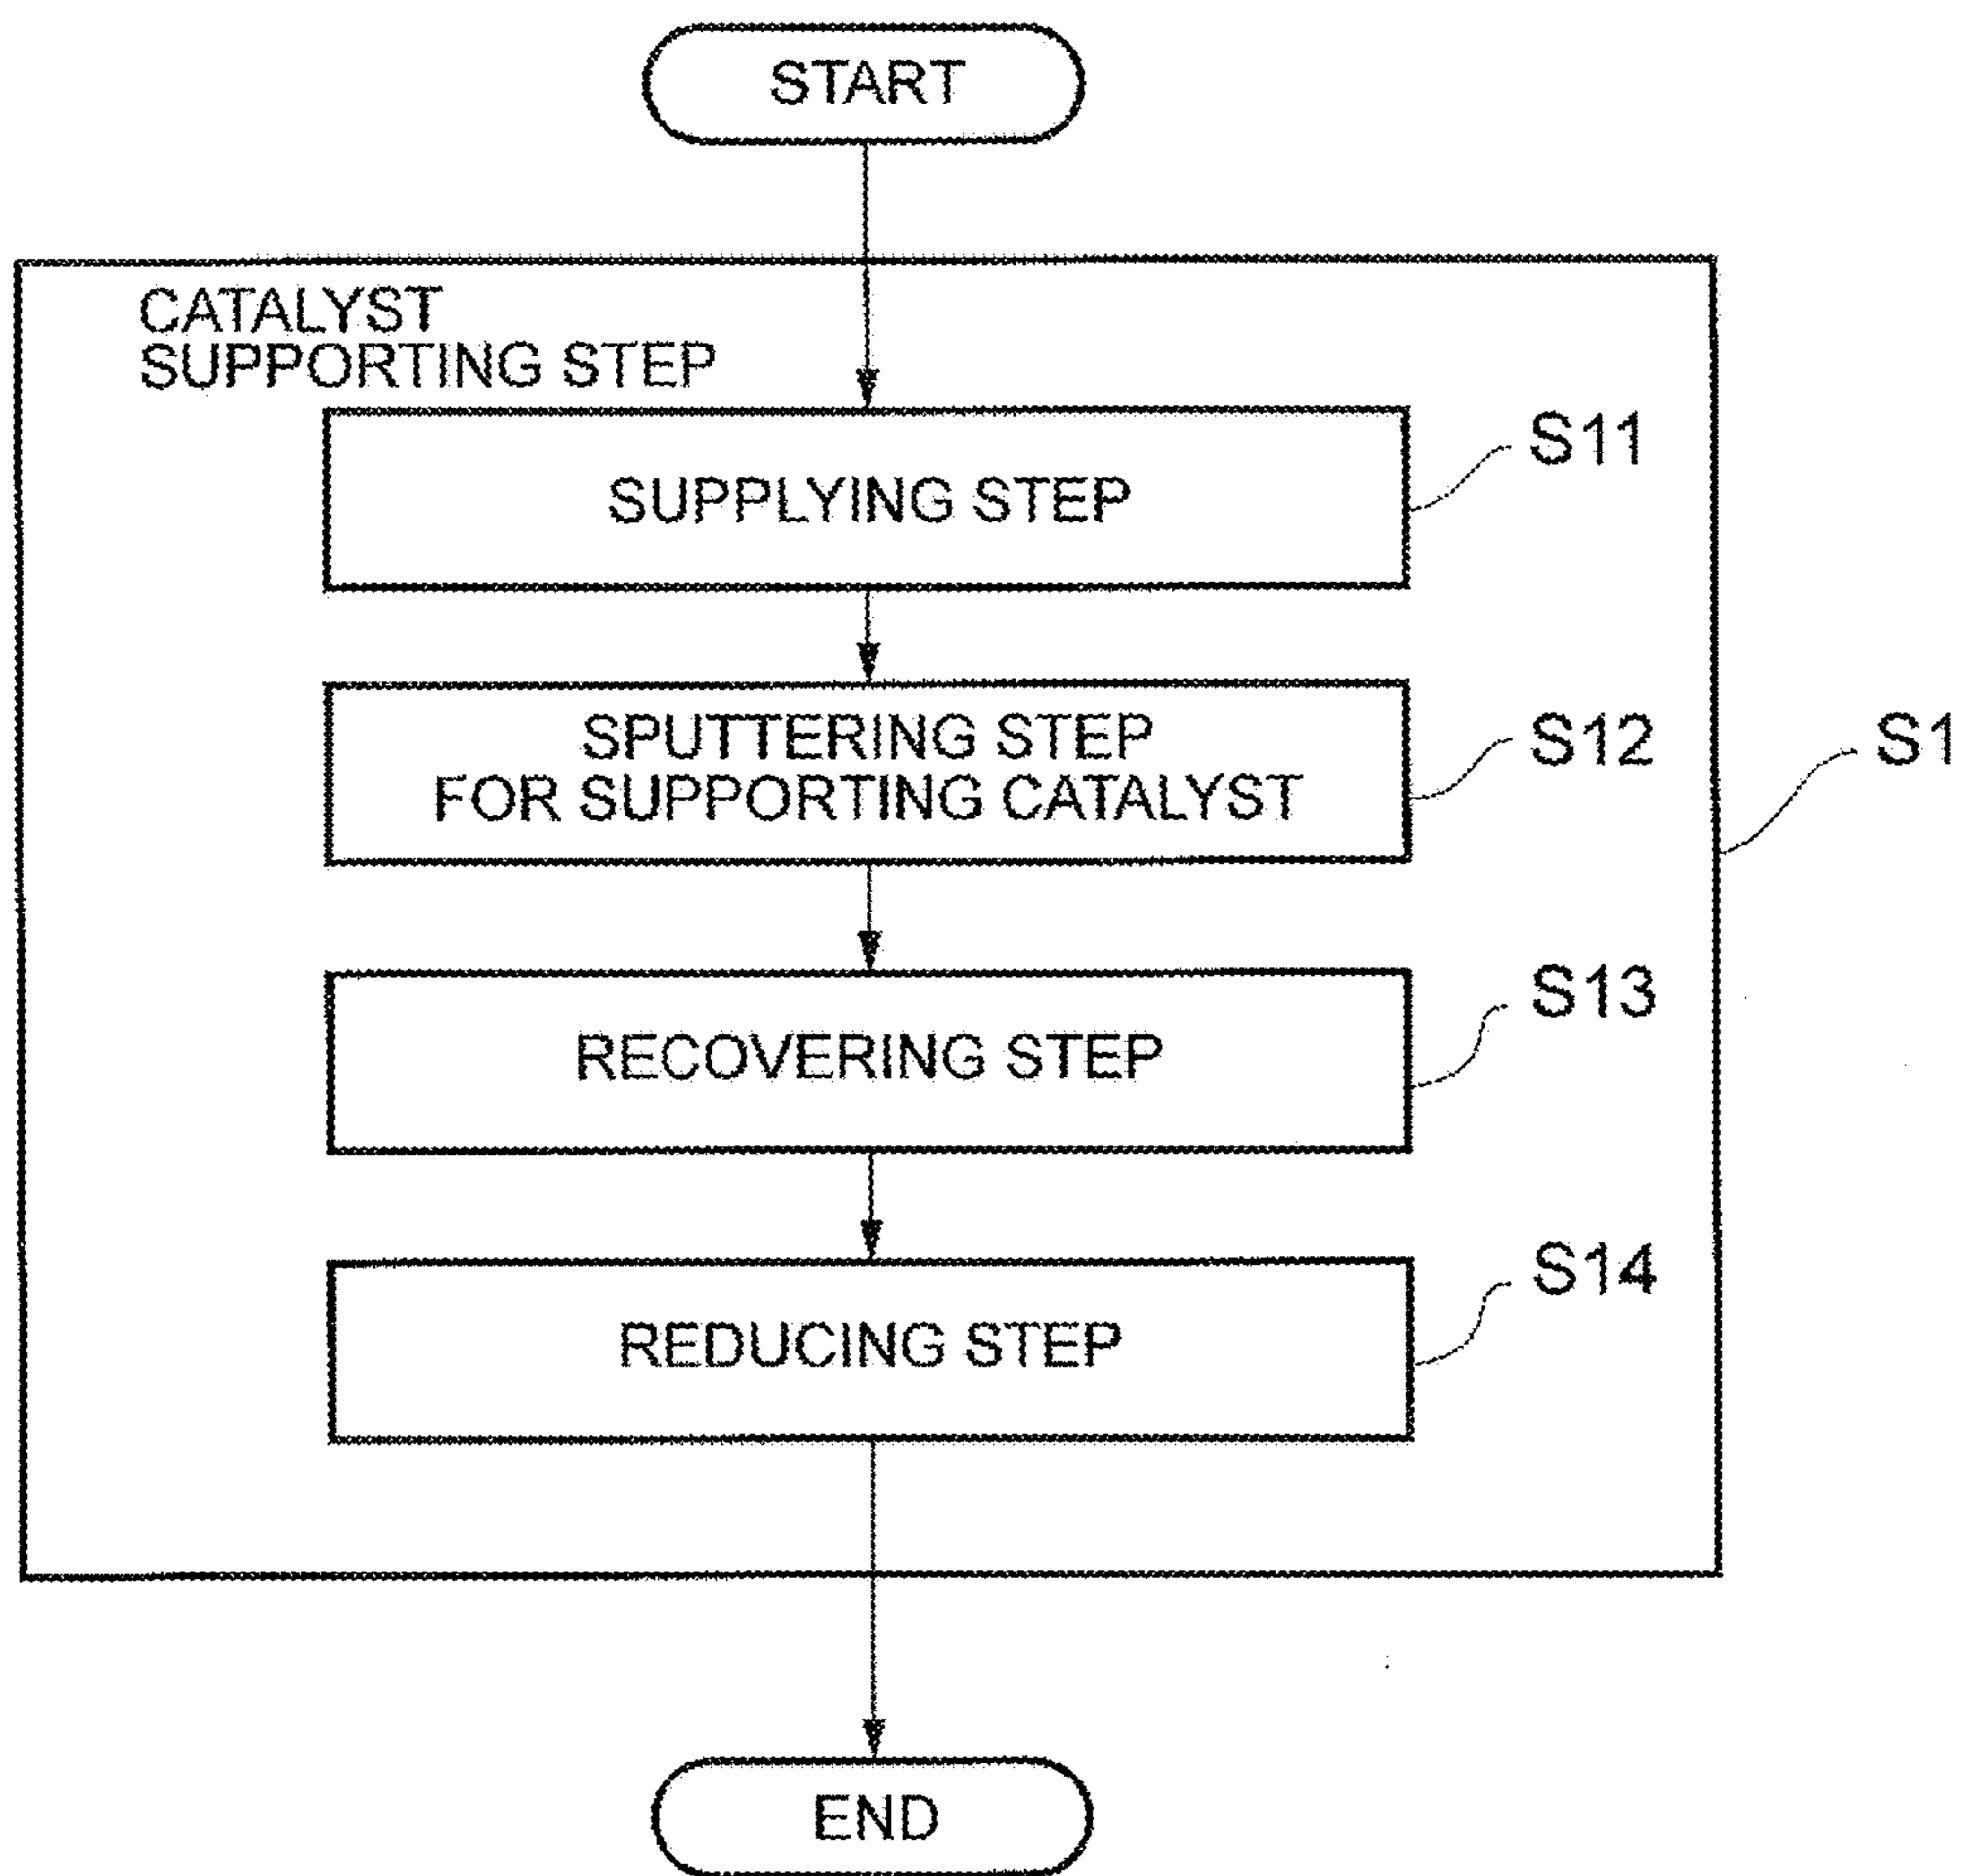 START
CATALYST
SUPPORTING STEP
S11
SUPPLYING STEP
SPUTTERING STEP
FOR SUPPORTING CATALYST
S12
S1
S13
RECOVERING STEP
S14
REDUCING STEP
END